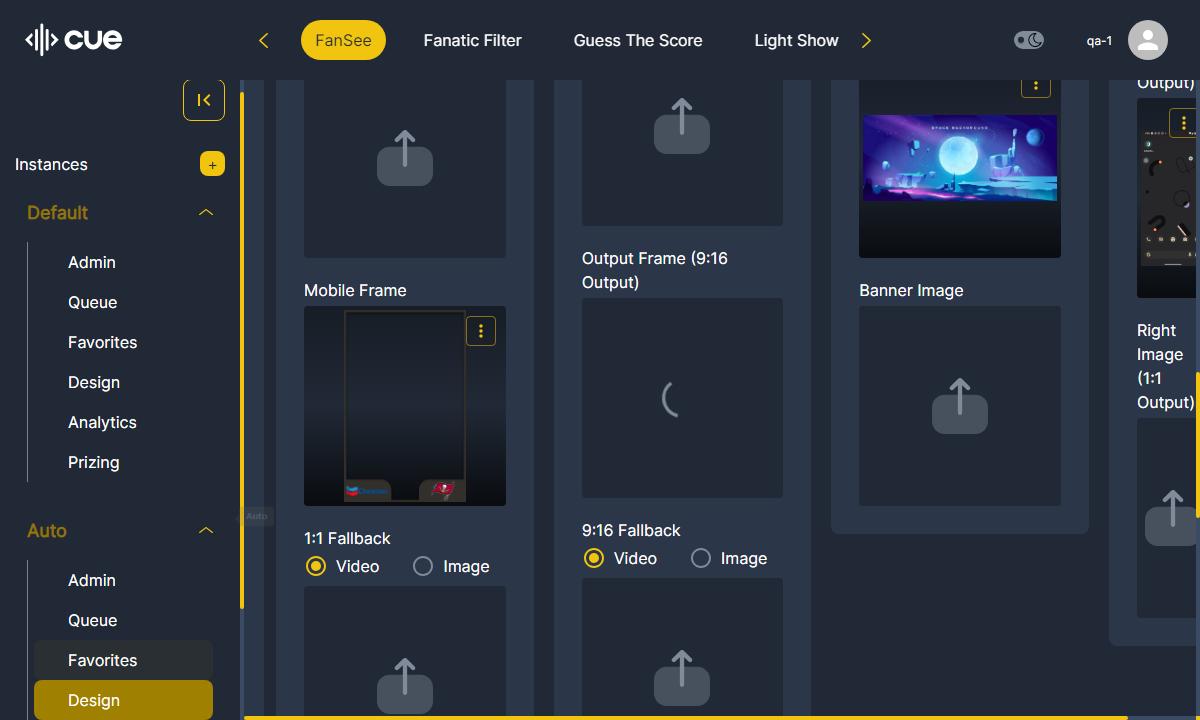 cue
FanSee
Fanatic Filter
Guess The Score
Light Show
qa-1
Instances
+
Default
Admin
Queue
Favorites
Design
Analytics
Prizing
Auto
Admin
Queue
Favorites
Design
Auto
Mobile Frame
1:1 Fallback
Video
Image
Output Frame (9:16
Output)
9:16 Fallback
Video
Image
SPACE BACKGROUND
Banner Image
Output)
Right
Image
(1:1
Output)